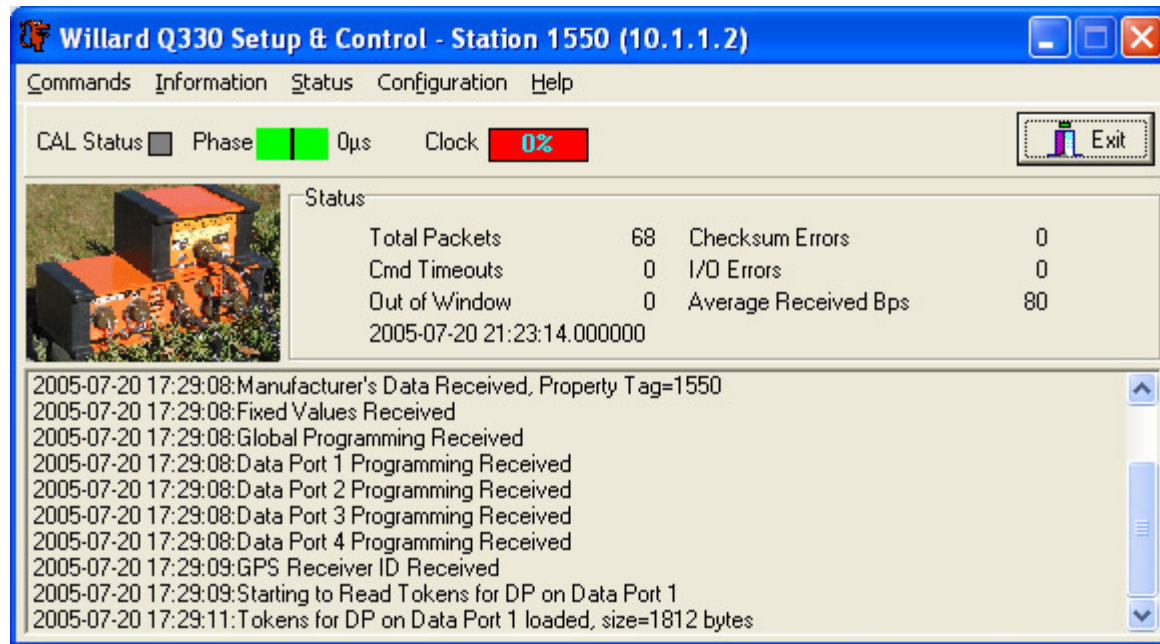 Willard Q330 Setup & Control - Station 1550 (10.1.1.2)
Commands Information Status Configuration Help
CAL Status Phase 0µs Clock 0% Exit
Status
Total Packets 68 Checksum Errors 0
Cmd Timeouts 0 I/O Errors 0
Out of Window 0 Average Received Bps 80
2005-07-20 21:23:14.000000
2005-07-20 17:29:08:Manufacturer's Data Received, Property Tag=1550
2005-07-20 17:29:08:Fixed Values Received
2005-07-20 17:29:08:Global Programming Received
2005-07-20 17:29:08:Data Port 1 Programming Received
2005-07-20 17:29:08:Data Port 2 Programming Received
2005-07-20 17:29:08:Data Port 3 Programming Received
2005-07-20 17:29:08:Data Port 4 Programming Received
2005-07-20 17:29:09:GPS Receiver ID Received
2005-07-20 17:29:09:Starting to Read Tokens for DP on Data Port 1
2005-07-20 17:29:11:Tokens for DP on Data Port 1 loaded, size=1812 bytes